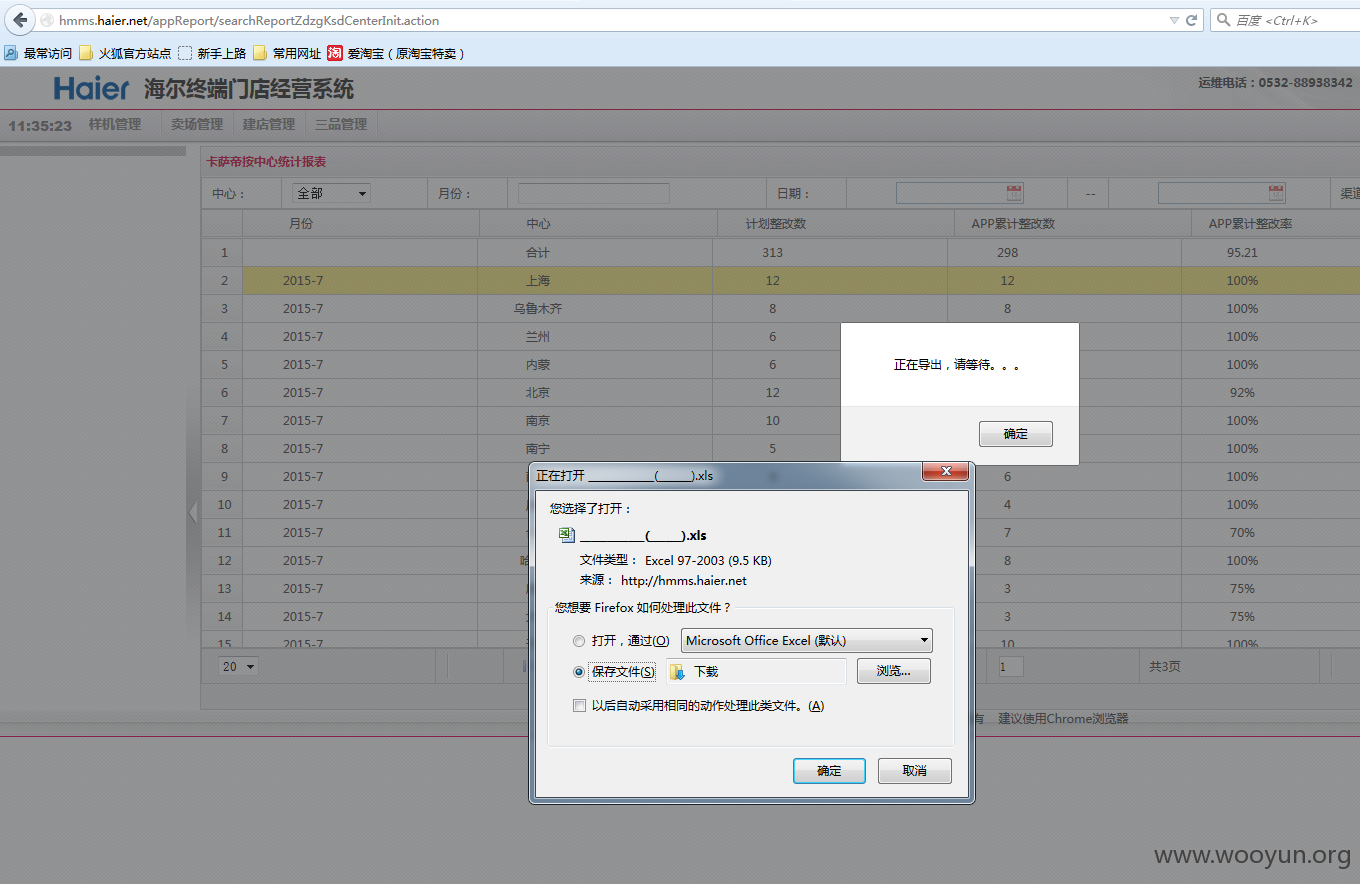 hmms.haier.net/appReport/searchReportZdzgKsdCenterInit.action 百度 <Ctrl+K>
最常访问 火狐官方站点 新手上路 常用网址 淘 爱淘宝（原淘宝特卖）
Haier 海尔终端门店经营系统 运维电话：0532-88938342
11:35:23 样机管理 卖场管理 建店管理 三品管理
卡萨帝按中心统计报表
中心： 全部 月份： 日期： -- 渠道
月份 中心 计划整改数 APP累计整改数 APP累计整改率
1 合计 313 298 95.21
2 2015-7 上海 12 12 100%
3 2015-7 乌鲁木齐 8 8 100%
4 2015-7 兰州 6 100%
5 2015-7 内蒙 6 100%
6 2015-7 北京 12 92%
7 2015-7 南京 10 100%
8 2015-7 南宁 5 100%
9 2015-7 6 100%
10 2015-7 4 100%
11 2015-7 7 70%
12 2015-7 哈 8 100%
13 2015-7 3 75%
14 2015-7 3 75%
15 2015-7 10 100%
20 1 共3页
有 建议使用Chrome浏览器
正在导出，请等待。。。
确定
正在打开 ___________(_____).xls
您选择了打开：
___________(_____).xls
文件类型： Excel 97-2003 (9.5 KB)
来源： http://hmms.haier.net
您想要 Firefox 如何处理此文件？
打开，通过(O) Microsoft Office Excel (默认)
保存文件(S) 下载 浏览...
以后自动采用相同的动作处理此类文件。(A)
确定 取消
www.wooyun.org